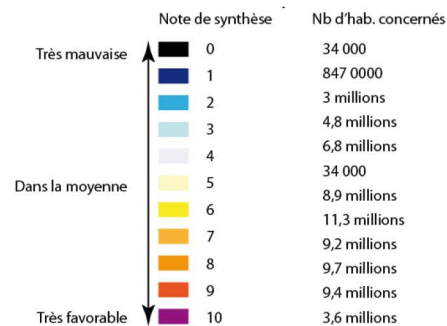 Note de synthèse
Nb d'hab. concernés
Très mauvaise
Dans la moyenne
Très favorable
0
1
2
3
4
5
6
7
8
9
10
34 000
847 0000
3 millions
4,8 millions
6,8 millions
34 000
8,9 millions
11,3 millions
9,2 millions
9,7 millions
9,4 millions
3,6 millions